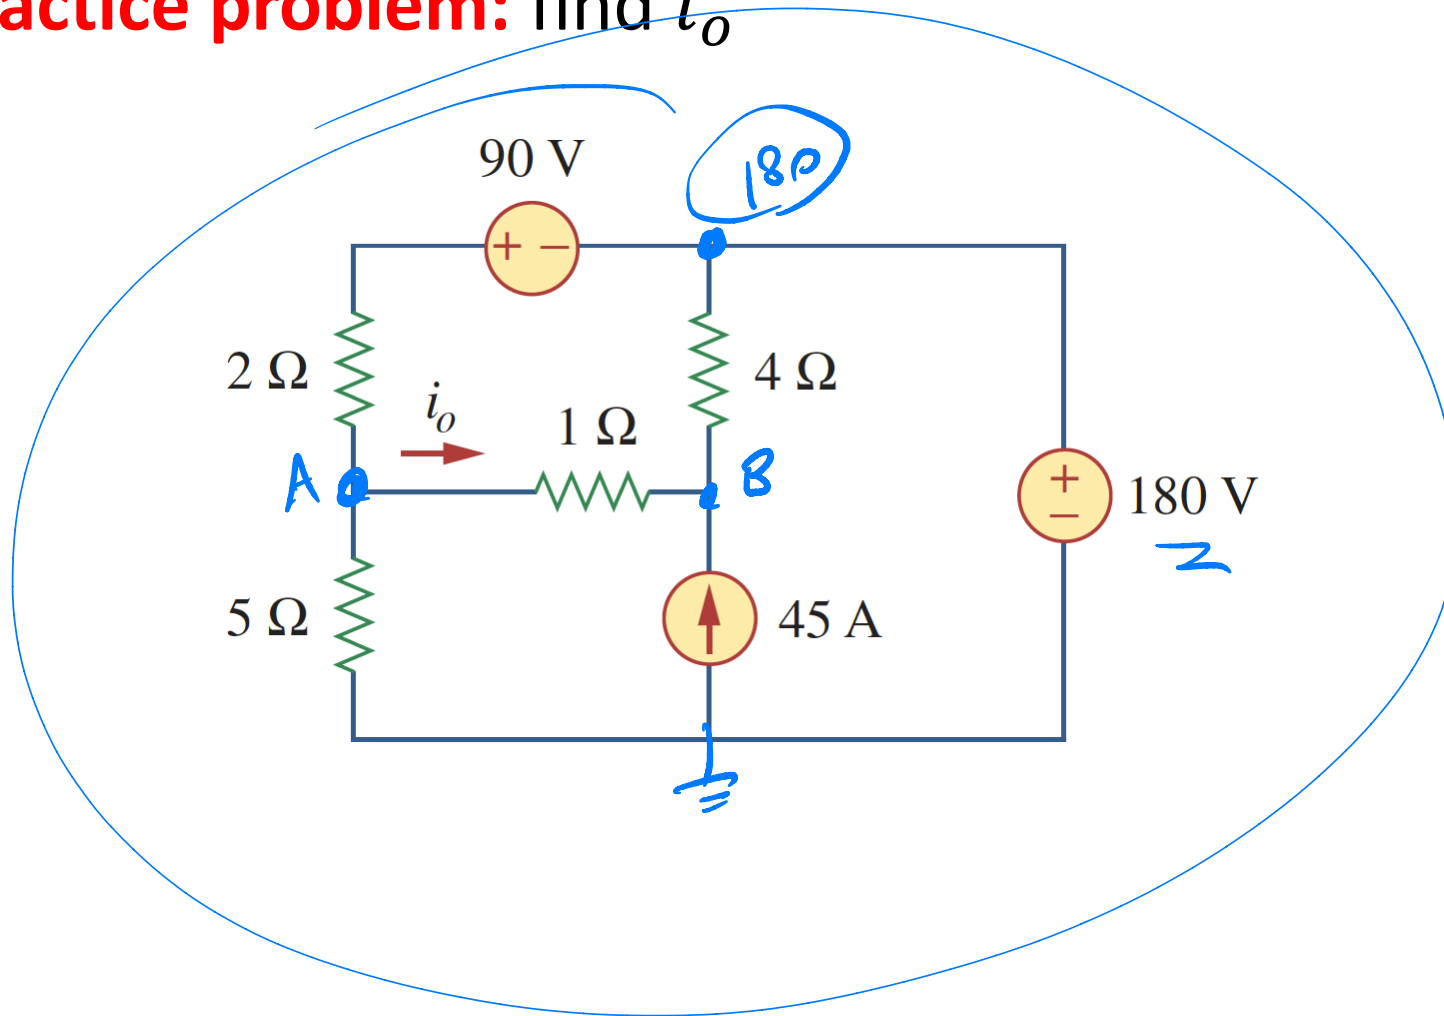 actice problem: find i_o
180
90 V
+ −
2 Ω
4 Ω
i_o
1 Ω
A
B
+
−
180 V
5 Ω
45 A